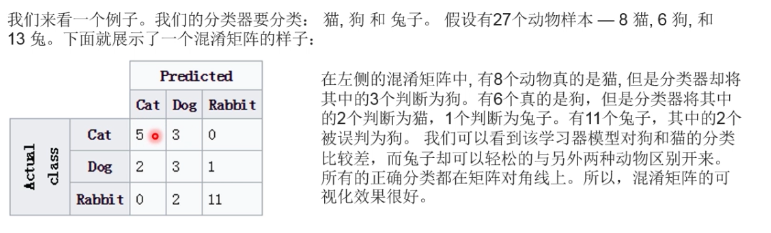 我们来看一个例子。我们的分类器要分类： 猫, 狗 和 兔子。 假设有27个动物样本 — 8 猫, 6 狗, 和
13 兔。下面就展示了一个混淆矩阵的样子：
Predicted
Cat Dog Rabbit
Actual
class
Cat 5 3 0
Dog 2 3 1
Rabbit 0 2 11
在左侧的混淆矩阵中, 有8个动物真的是猫, 但是分类器却将
其中的3个判断为狗。有6个真的是狗，但是分类器将其中
的2个判断为猫，1个判断为兔子。有11个兔子，其中的2个
被误判为狗。 我们可以看到该学习器模型对狗和猫的分类
比较差，而兔子却可以轻松的与另外两种动物区别开来。
所有的正确分类都在矩阵对角线上。所以，混淆矩阵的可
视化效果很好。